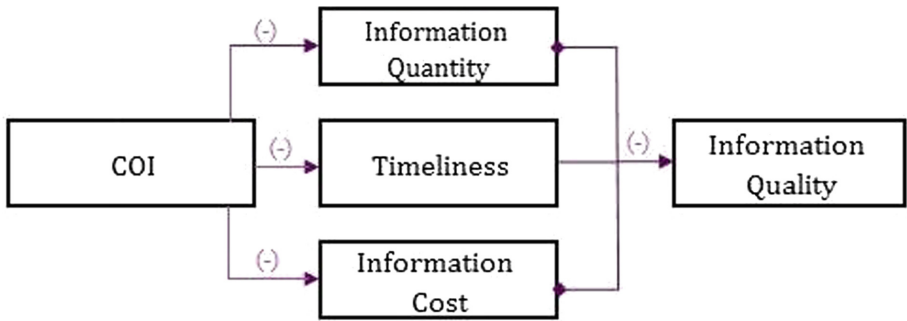 (-)
Information
Quantity
COI
(-)
Timeliness
(-)
Information
Quality
(-)
Information
Cost